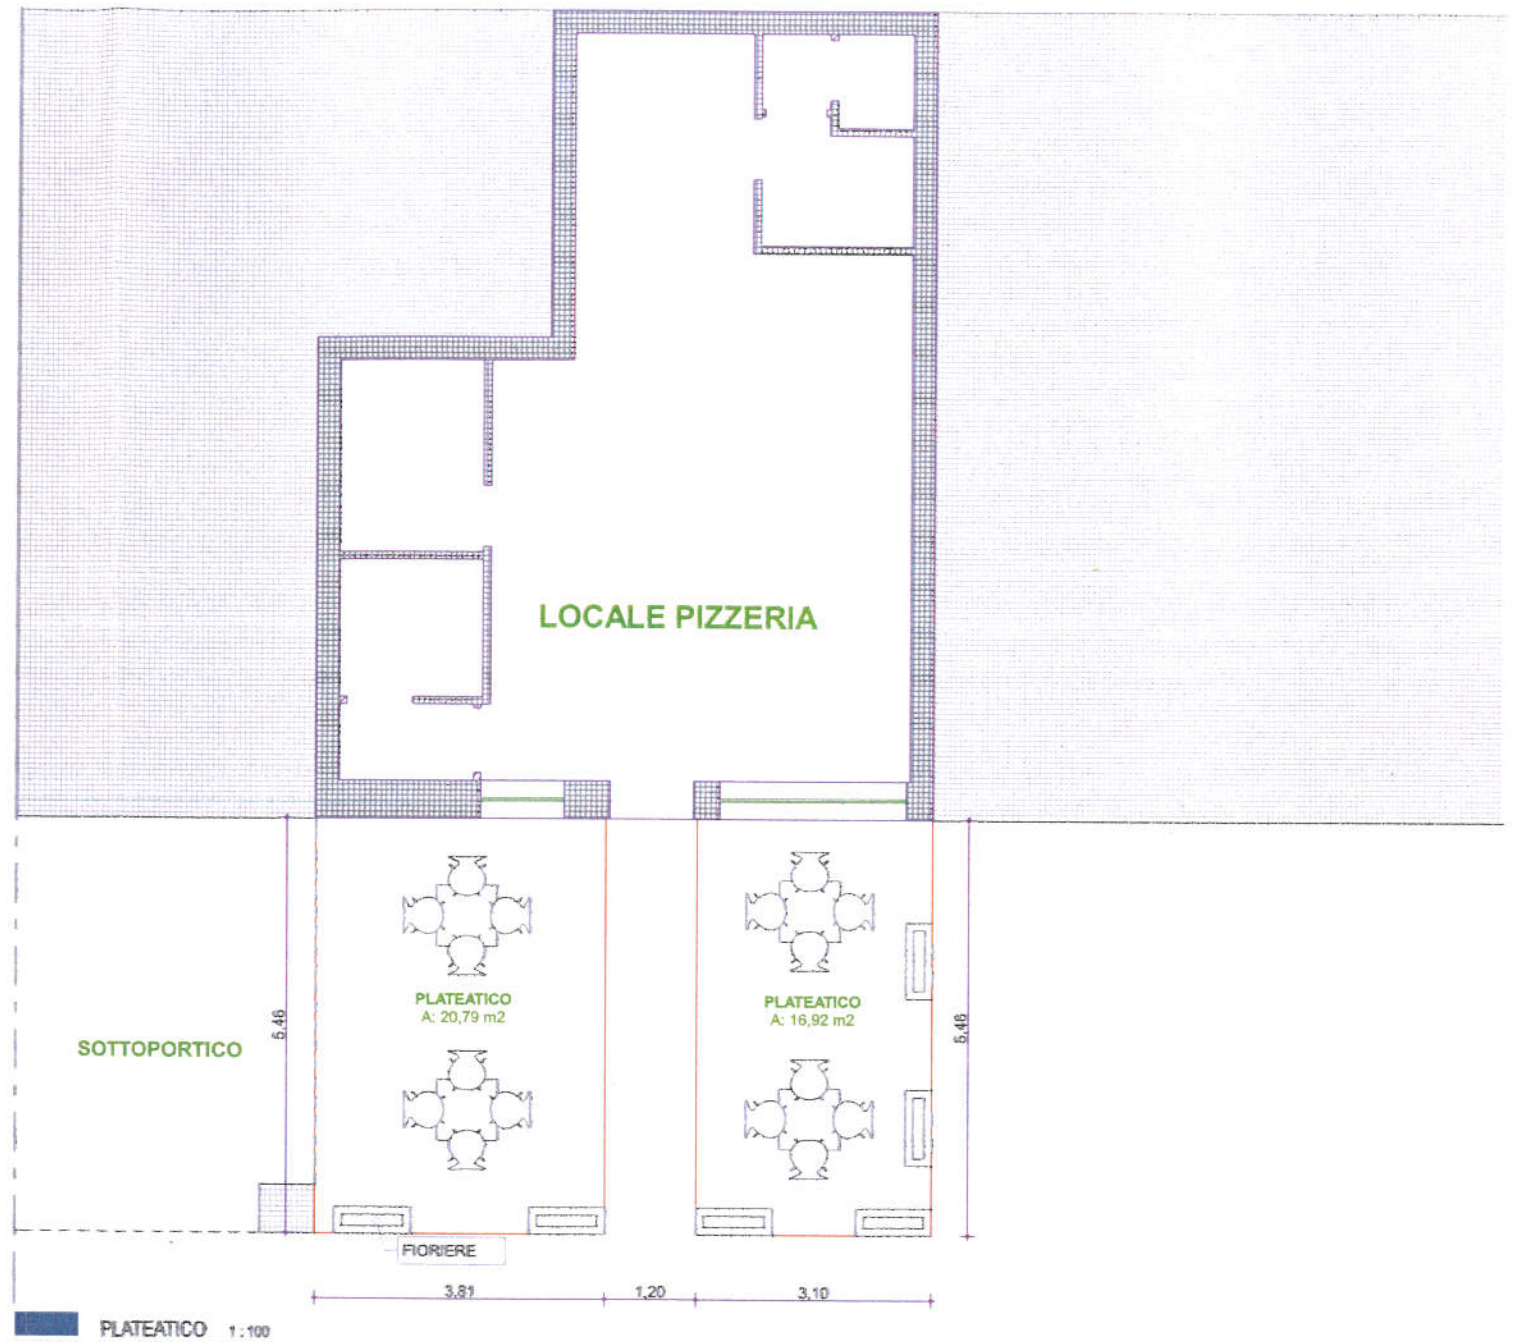 LOCALE PIZZERIA
PLATEATICO
A: 20,79 m2
PLATEATICO
A: 16,92 m2
5,46
5,46
SOTTOPORTICO
FIORIERE
3,81
1,20
3,10
PLATEATICO 1:100